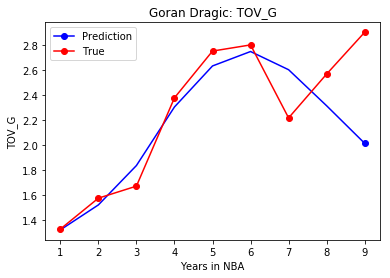 Goran Dragic: TOV_G
Prediction
True
2.8
2.6
2.4
2.2
2.0
1.8
1.6
1.4
TOV_G
1 2 3 4 5 6 7 8 9
Years in NBA